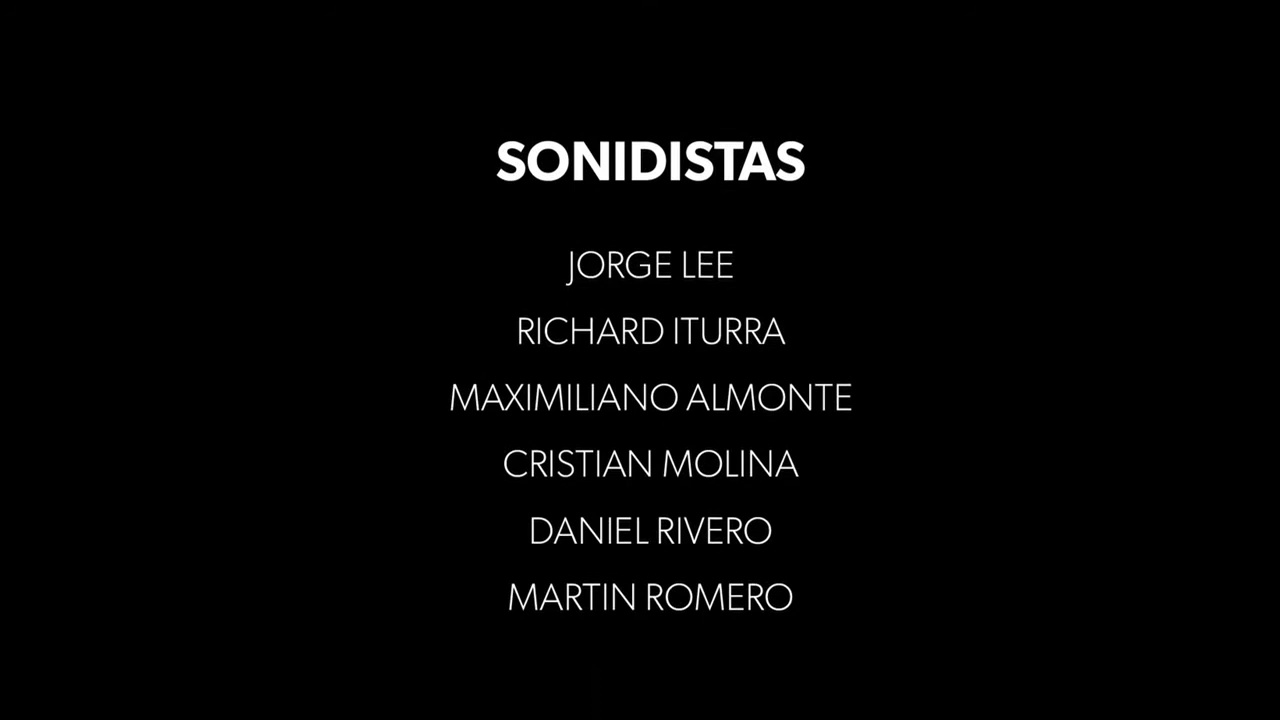 SONIDISTAS
JORGE LEE
RICHARD ITURRA
MAXIMILIANO ALMONTE
CRISTIAN MOLINA
DANIEL RIVERO
MARTIN ROMERO